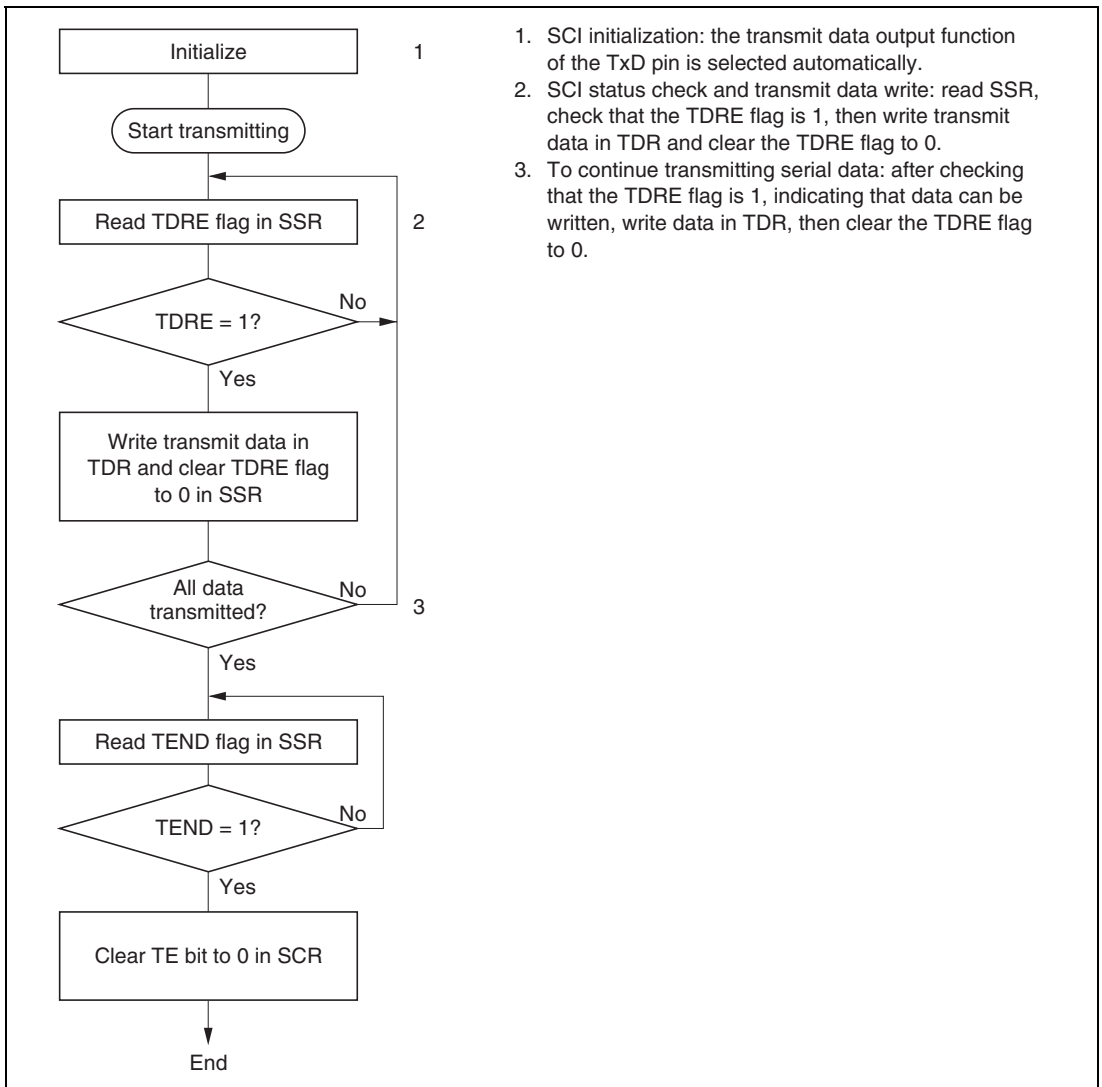 Initialize
1
Start transmitting
Read TDRE flag in SSR
2
TDRE = 1?
No
Yes
Write transmit data in
TDR and clear TDRE flag
to 0 in SSR
All data
transmitted?
No
3
Yes
Read TEND flag in SSR
TEND = 1?
No
Yes
Clear TE bit to 0 in SCR
End
1. SCI initialization: the transmit data output function
of the TxD pin is selected automatically.
2. SCI status check and transmit data write: read SSR,
check that the TDRE flag is 1, then write transmit
data in TDR and clear the TDRE flag to 0.
3. To continue transmitting serial data: after checking
that the TDRE flag is 1, indicating that data can be
written, write data in TDR, then clear the TDRE flag
to 0.